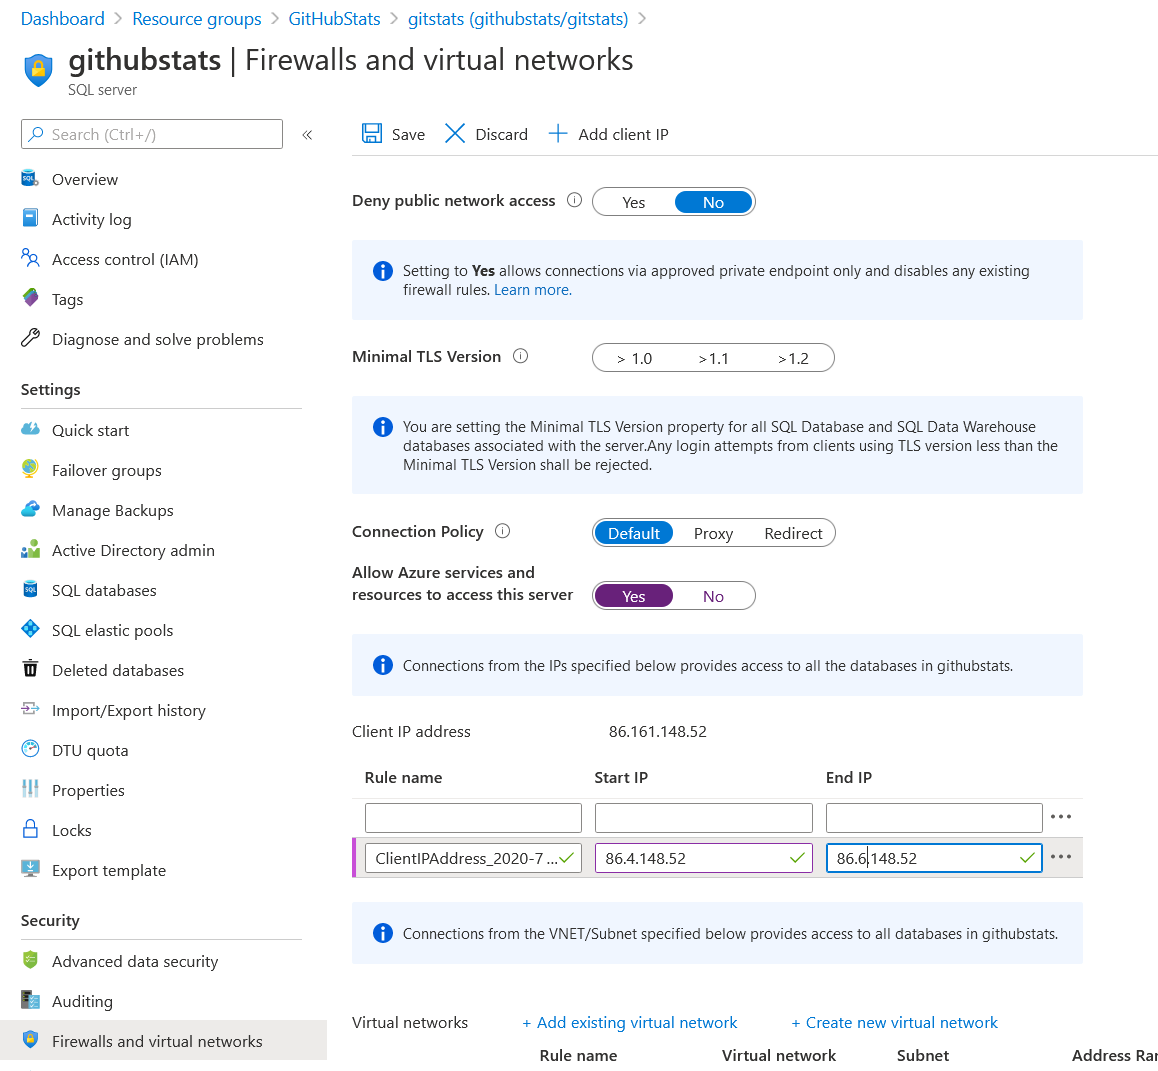 Dashboard > Resource groups > GitHubStats > gitstats (githubstats/gitstats) >
githubstats | Firewalls and virtual networks
SQL server
Search (Ctrl+/)
«
Overview
Activity log
Access control (IAM)
Tags
Diagnose and solve problems
Settings
Quick start
Failover groups
Manage Backups
Active Directory admin
SQL databases
SQL elastic pools
Deleted databases
Import/Export history
DTU quota
Properties
Locks
Export template
Security
Advanced data security
Auditing
Firewalls and virtual networks
Save Discard Add client IP
Deny public network access Yes No
Setting to Yes allows connections via approved private endpoint only and disables any existing
firewall rules. Learn more.
Minimal TLS Version > 1.0 >1.1 >1.2
You are setting the Minimal TLS Version property for all SQL Database and SQL Data Warehouse
databases associated with the server.Any login attempts from clients using TLS version less than the
Minimal TLS Version shall be rejected.
Connection Policy Default Proxy Redirect
Allow Azure services and
resources to access this server Yes No
Connections from the IPs specified below provides access to all the databases in githubstats.
Client IP address 86.161.148.52
Rule name Start IP End IP
ClientIPAddress_2020-7 ... 86.4.148.52 86.6.148.52
Connections from the VNET/Subnet specified below provides access to all databases in githubstats.
Virtual networks + Add existing virtual network + Create new virtual network
Rule name Virtual network Subnet Address Ran